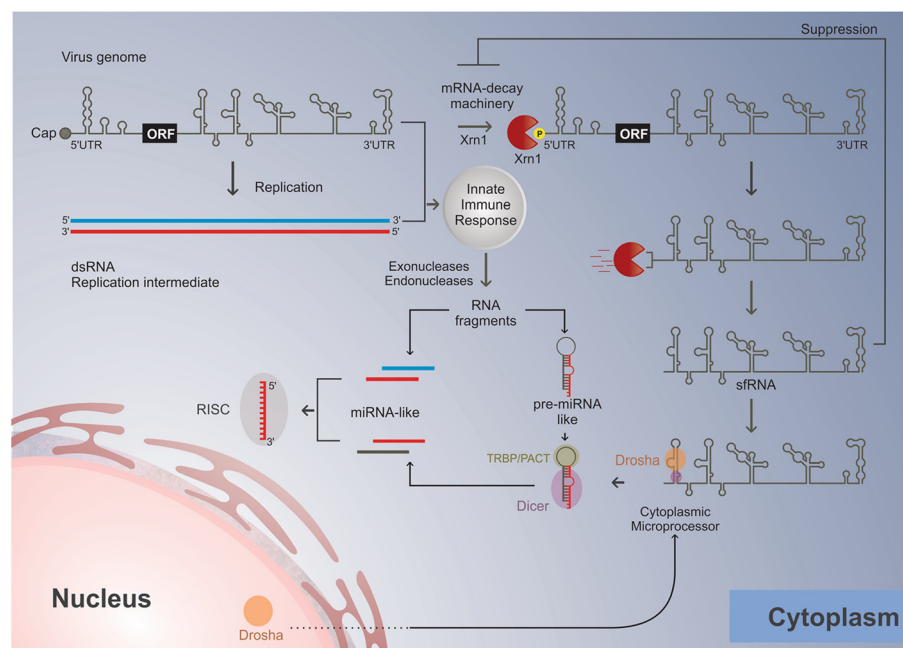 Suppression
Virus genome
mRNA-decay
machinery
Cap
5'UTR
ORF
3'UTR
Xrn1
Xrn1
P
5'UTR
ORF
3'UTR
Replication
Innate
Immune
Response
5'
3'
3'
5'
dsRNA
Replication intermediate
Exonucleases
Endonucleases
RNA
fragments
sfRNA
RISC
5'
3'
miRNA-like
pre-miRNA
like
TRBP/PACT
Drosha
Dicer
Cytoplasmic
Microprocessor
Nucleus
Drosha
Cytoplasm